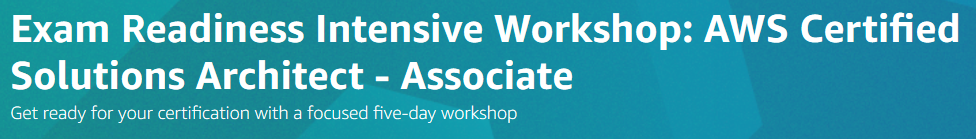 Exam Readiness Intensive Workshop: AWS Certified
Solutions Architect - Associate
Get ready for your certification with a focused five-day workshop